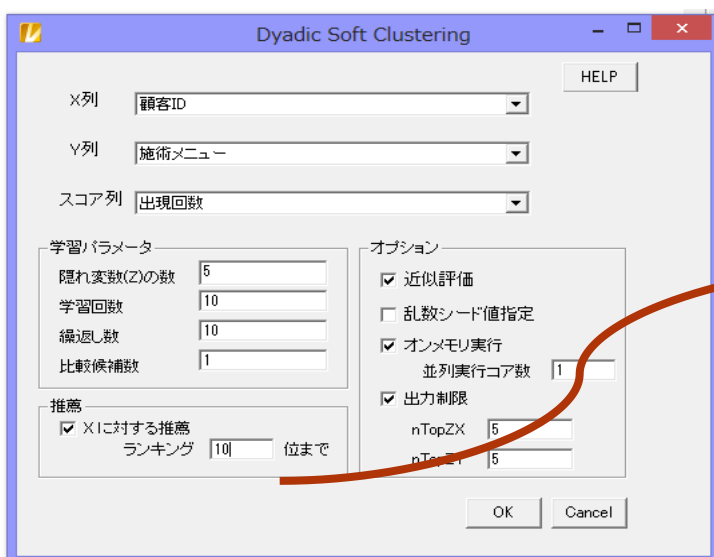 Dyadic Soft Clustering
HELP
X列 顧客ID
Y列 施術メニュー
スコア列 出現回数
学習パラメータ
隠れ変数(Z)の数 5
学習回数 10
繰返し数 10
比較候補数 1
推薦
Xに対する推薦
ランキング 10 位まで
オプション
近似評価
乱数シード値指定
オンメモリ実行
並列実行コア数 1
出力制限
nTopZX 5
5
OK Cancel